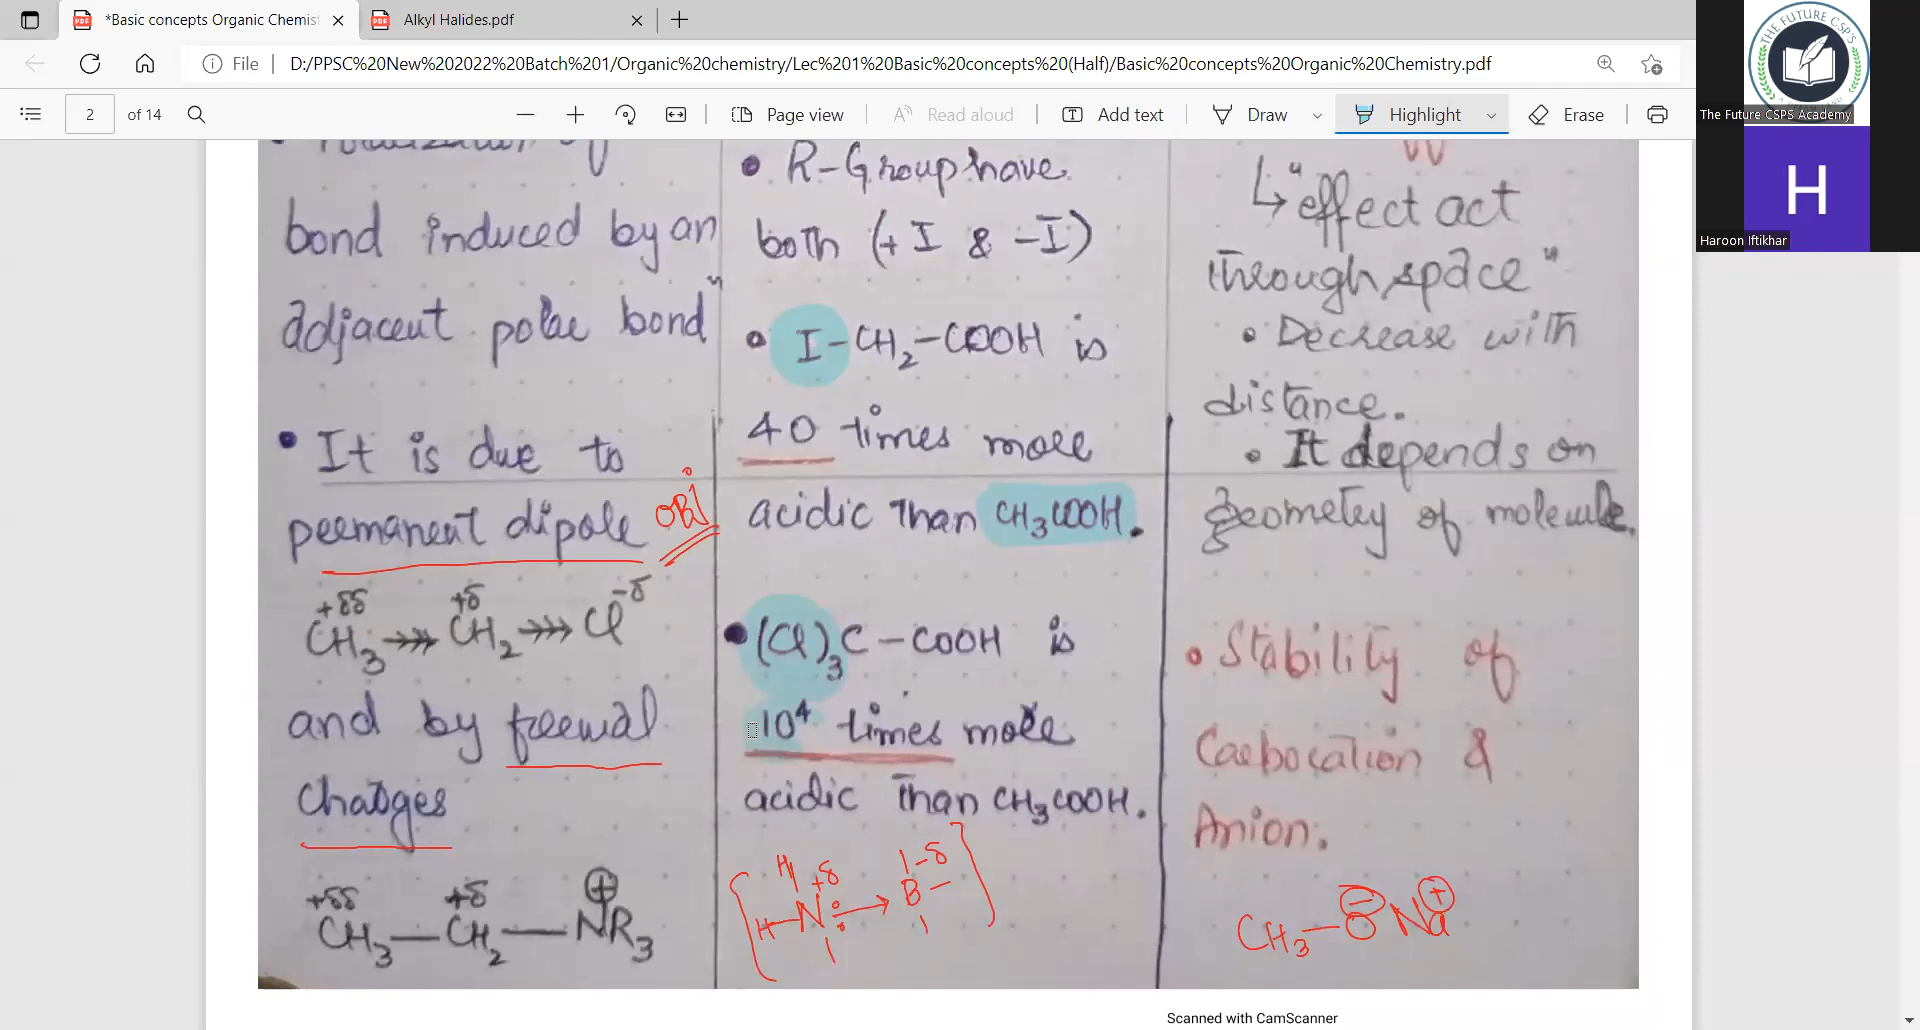 *Basic concepts Organic Chemist
Alkyl Halides.pdf
File
D:/PPSC%20New%202022%20Batch%201/Organic%20chemistry/Lec%201%20Basic%20concepts%20(Half)/Basic%20concepts%20Organic%20Chemistry.pdf
2 of 14
Page view
Read aloud
Add text
Draw
Highlight
Erase
THE FUTURE CSP'S
The Future CSPS Academy
H
Haroon Iftikhar
bond induced by an
adjacent polar bond"
• It is due to
permanent dipole
OBJ
+δδ +δ -δ
CH3 →>> CH2 →>> Cl
and by formal
Charges
+δδ +δ ⊕
CH3—CH2—NR3
• R-Group have
both (+I & -I)
• I-CH2-COOH is
40 times more
acidic Than CH3COOH.
• (Cl)3C-COOH is
10⁴ times more
acidic Than CH3COOH.
H +δ -δ
H-N: → B-
↳ "effect act
Through space"
• Decrease with
distance.
• It depends on
geometry of molecule.
• Stability of
Carbocation &
Anion.
CH3-O⊖ Na⊕
Scanned with CamScanner